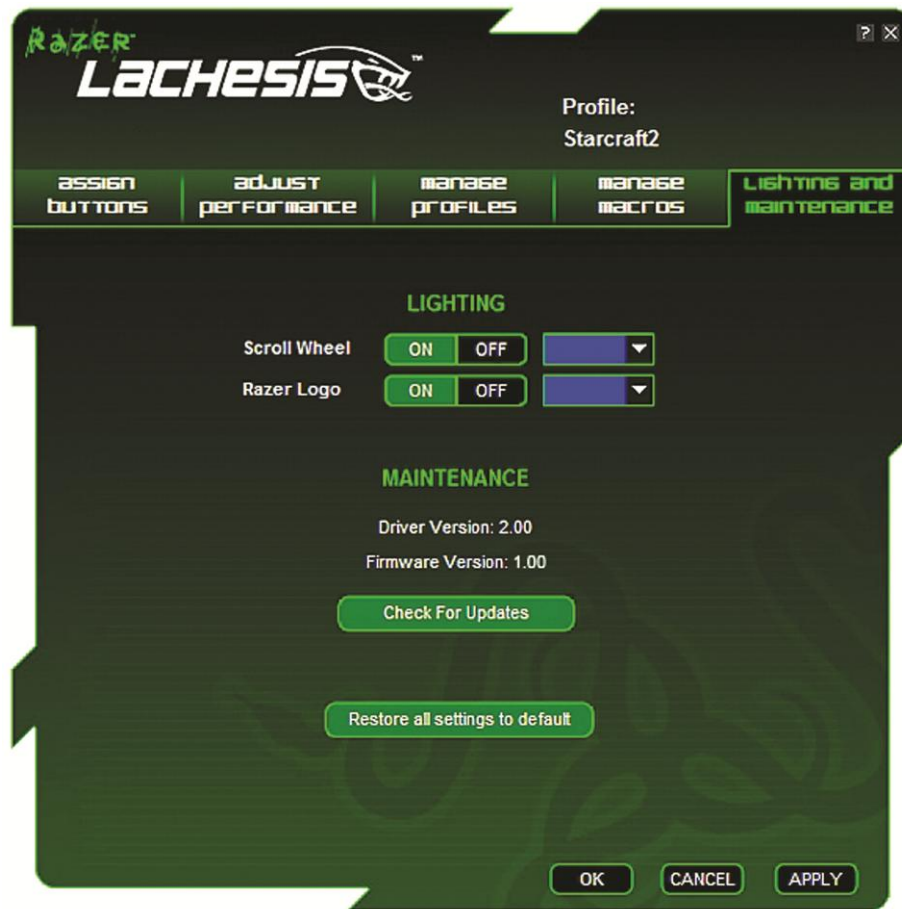 RAZER
LACHESIS™
? X
Profile:
Starcraft2
assign buttons
adjust performance
manage profiles
manage macros
Lighting and maintenance
LIGHTING
Scroll Wheel ON OFF
Razer Logo ON OFF
MAINTENANCE
Driver Version: 2.00
Firmware Version: 1.00
Check For Updates
Restore all settings to default
OK CANCEL APPLY